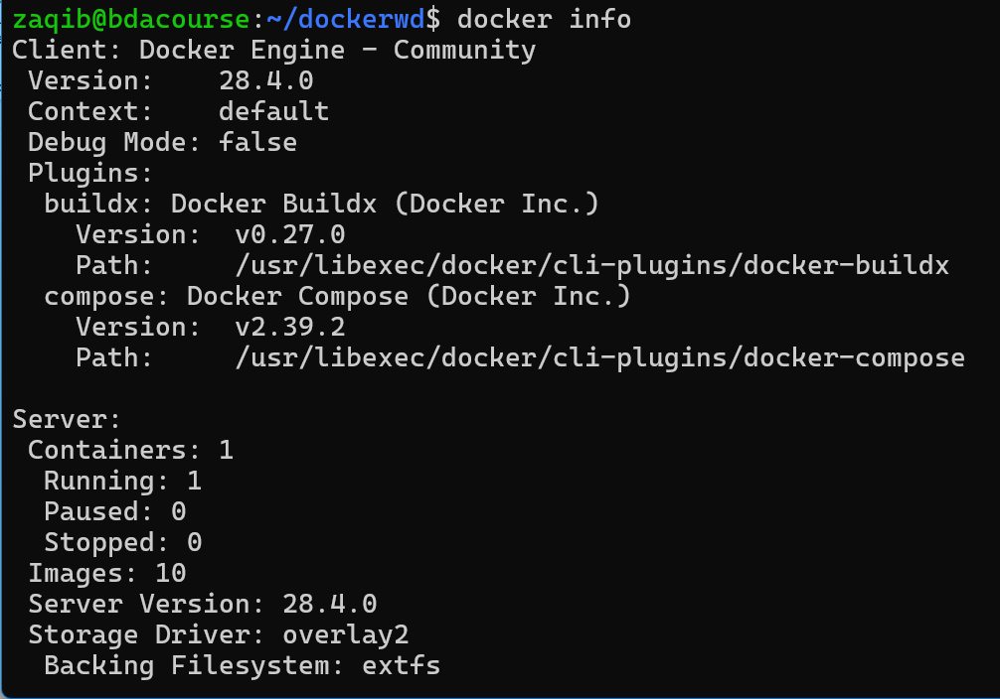 zaqib@bdacourse:~/dockerwd$ docker info
Client: Docker Engine - Community
 Version:    28.4.0
 Context:    default
 Debug Mode: false
 Plugins:
  buildx: Docker Buildx (Docker Inc.)
    Version:  v0.27.0
    Path:     /usr/libexec/docker/cli-plugins/docker-buildx
  compose: Docker Compose (Docker Inc.)
    Version:  v2.39.2
    Path:     /usr/libexec/docker/cli-plugins/docker-compose

Server:
 Containers: 1
  Running: 1
  Paused: 0
  Stopped: 0
 Images: 10
 Server Version: 28.4.0
 Storage Driver: overlay2
  Backing Filesystem: extfs